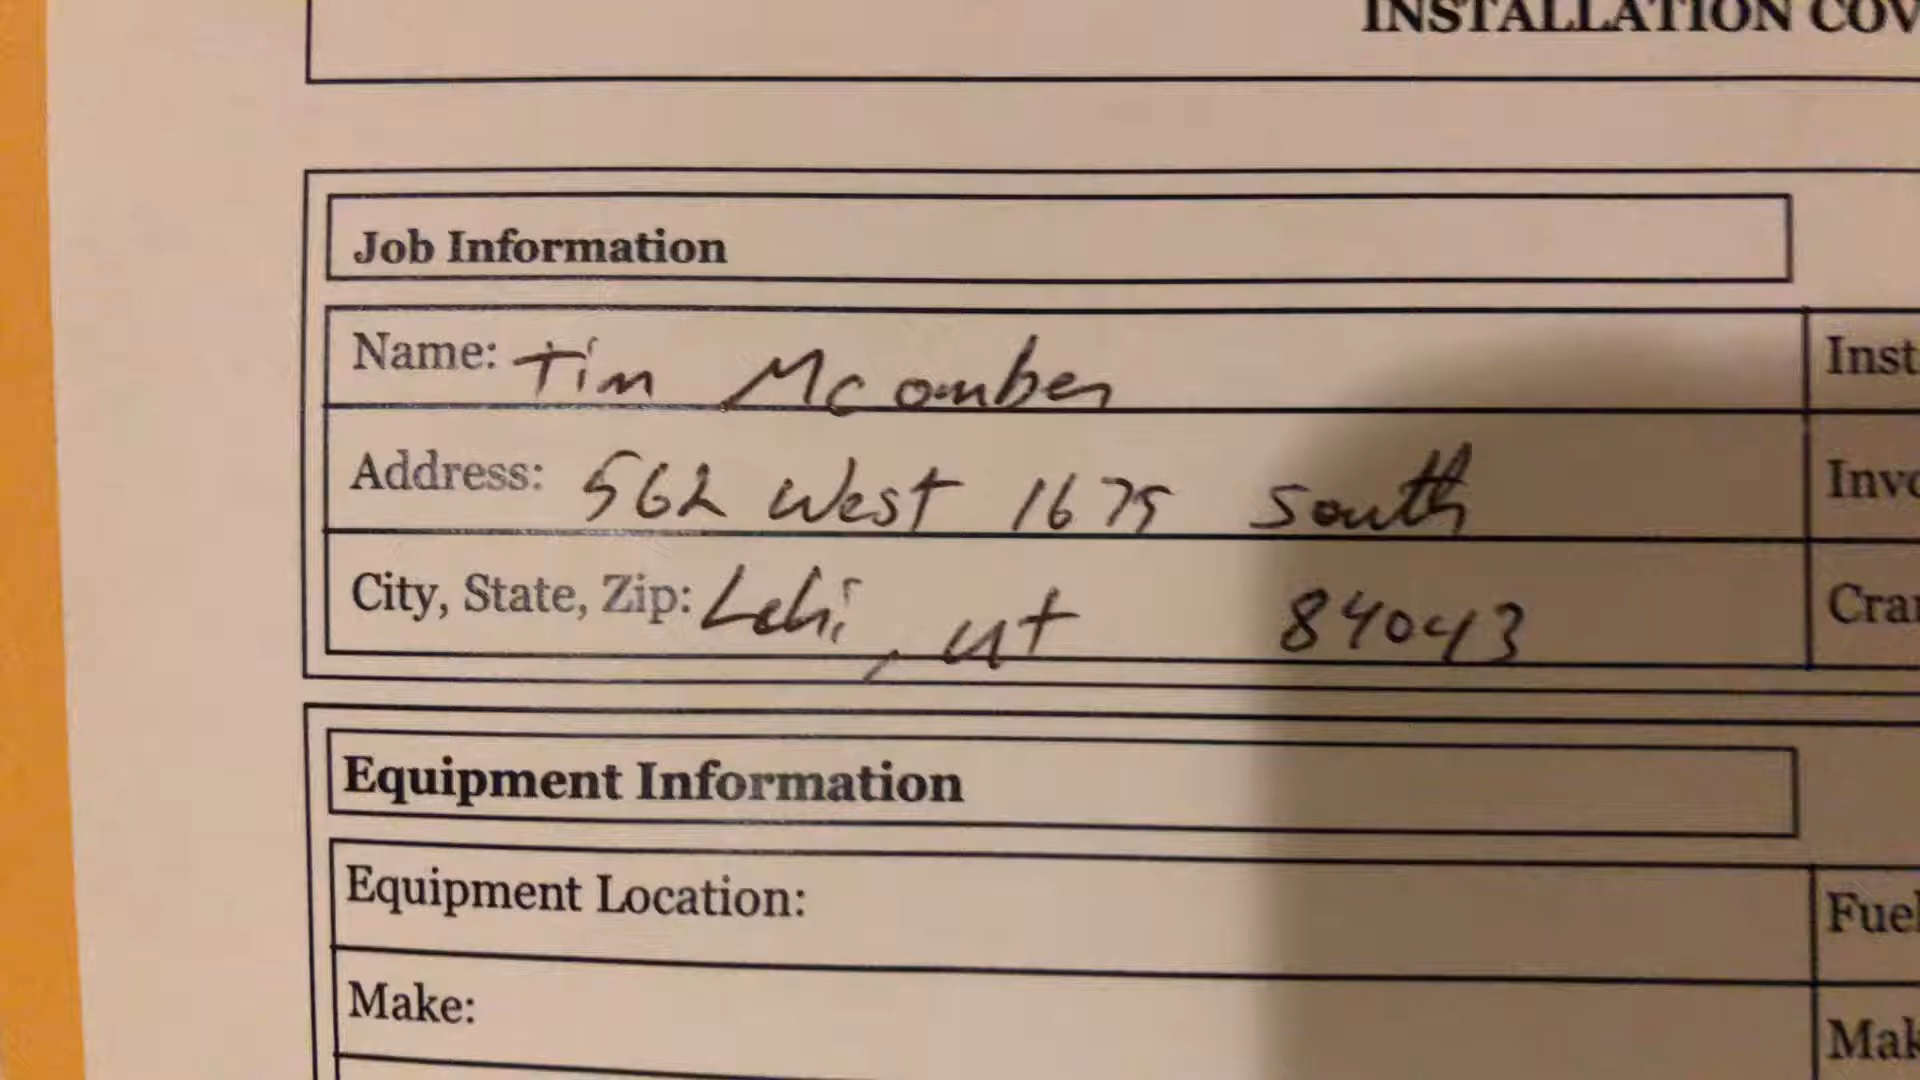 INSTALLATION COV
Job Information
Name: Tim Mcomber
Inst
Address: 562 West 1675 South
Invo
City, State, Zip: Lehi, ut 84043
Cra
Equipment Information
Equipment Location:
Fuel
Make:
Mak